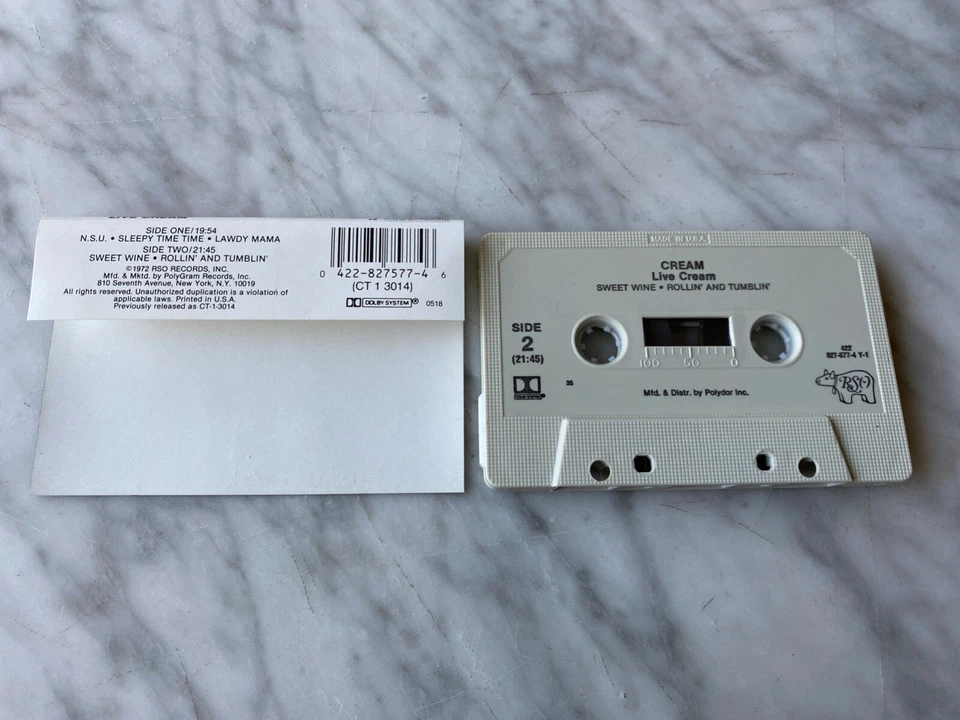 SIDE ONE/19:54
N.S.U. • SLEEPY TIME TIME • LAWDY MAMA
SIDE TWO/21:45
SWEET WINE • ROLLIN' AND TUMBLIN'
©1972 RSO RECORDS, INC.
Mfd. & Mktd. by PolyGram Records, Inc.
810 Seventh Avenue, New York, N.Y. 10019
All rights reserved. Unauthorized duplication is a violation of
applicable laws. Printed in U.S.A.
Previously released as CT-1-3014
0 422-827577-4 6
(CT 1 3014)
DOLBY SYSTEM ® 0518
MADE IN U.S.A.
CREAM
Live Cream
SWEET WINE • ROLLIN' AND TUMBLIN'
SIDE
2
(21:45)
100 50 0
422
827-577-4 Y-1
35
Mfd. & Distr. by Polydor Inc.
RSO